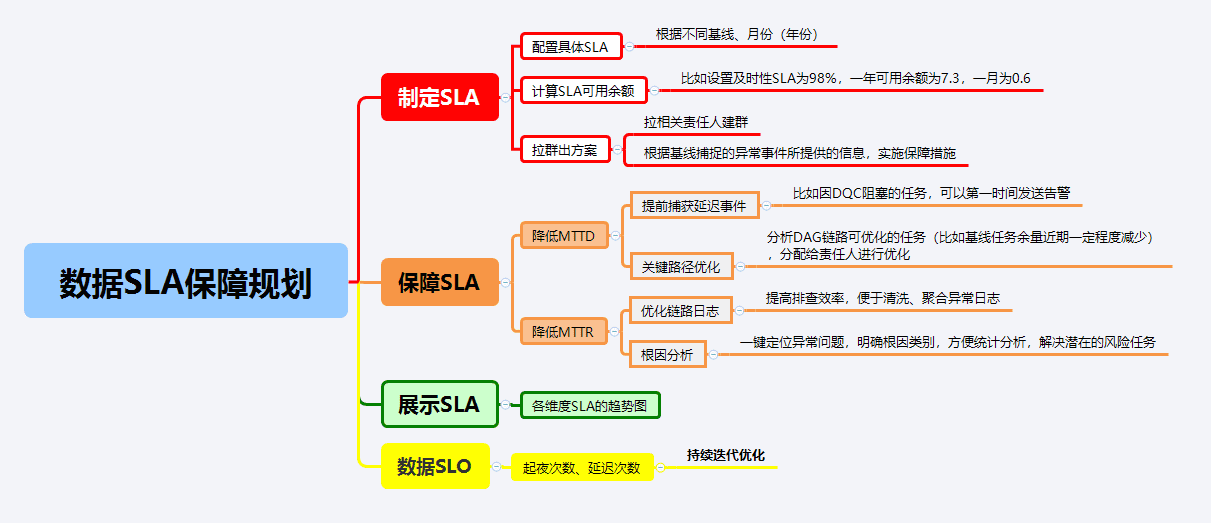 数据SLA保障规划
制定SLA
配置具体SLA
根据不同基线、月份（年份）
计算SLA可用余额
比如设置及时性SLA为98%，一年可用余额为7.3，一月为0.6
拉群出方案
拉相关责任人建群
根据基线捕捉的异常事件所提供的信息，实施保障措施
保障SLA
降低MTTD
提前捕获延迟事件
比如因DQC阻塞的任务，可以第一时间发送告警
关键路径优化
分析DAG链路可优化的任务（比如基线任务余量近期一定程度减少）
，分配给责任人进行优化
降低MTTR
优化链路日志
提高排查效率，便于清洗、聚合异常日志
根因分析
一键定位异常问题，明确根因类别，方便统计分析，解决潜在的风险任务
展示SLA
各维度SLA的趋势图
数据SLO
起夜次数、延迟次数
持续迭代优化